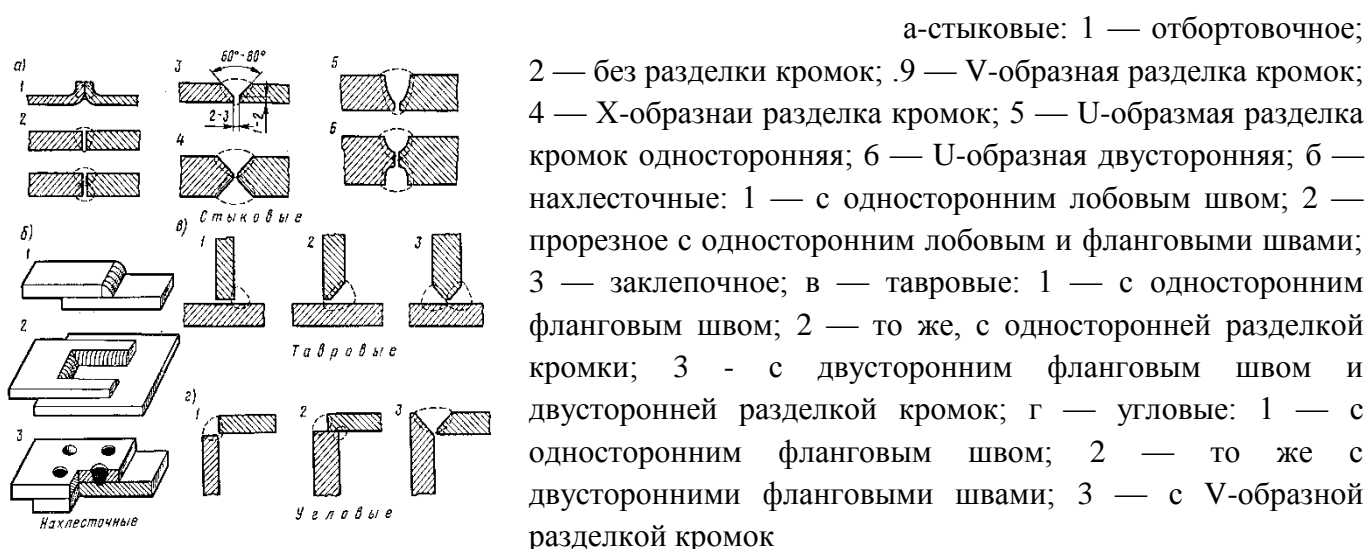 а-стыковые: 1 — отбортовочное;
2 — без разделки кромок; .9 — V-образная разделка кромок;
4 — X-образнаи разделка кромок; 5 — U-образмая разделка
кромок односторонняя; 6 — U-образная двусторонняя; б —
нахлесточные: 1 — с односторонним лобовым швом; 2 —
прорезное с односторонним лобовым и фланговыми швами;
3 — заклепочное; в — тавровые: 1 — с односторонним
фланговым швом; 2 — то же, с односторонней разделкой
кромки; 3 - с двусторонним фланговым швом и
двусторонней разделкой кромок; г — угловые: 1 — с
односторонним фланговым швом; 2 — то же с
двусторонними фланговыми швами; 3 — с V-образной
разделкой кромок
а)
1
2
3
60°-80°
2-3
1-2
4
5
6
Стыковые
б)
1
2
3
Нахлесточные
в)
1
2
3
Тавровые
г)
1
2
3
Угловые